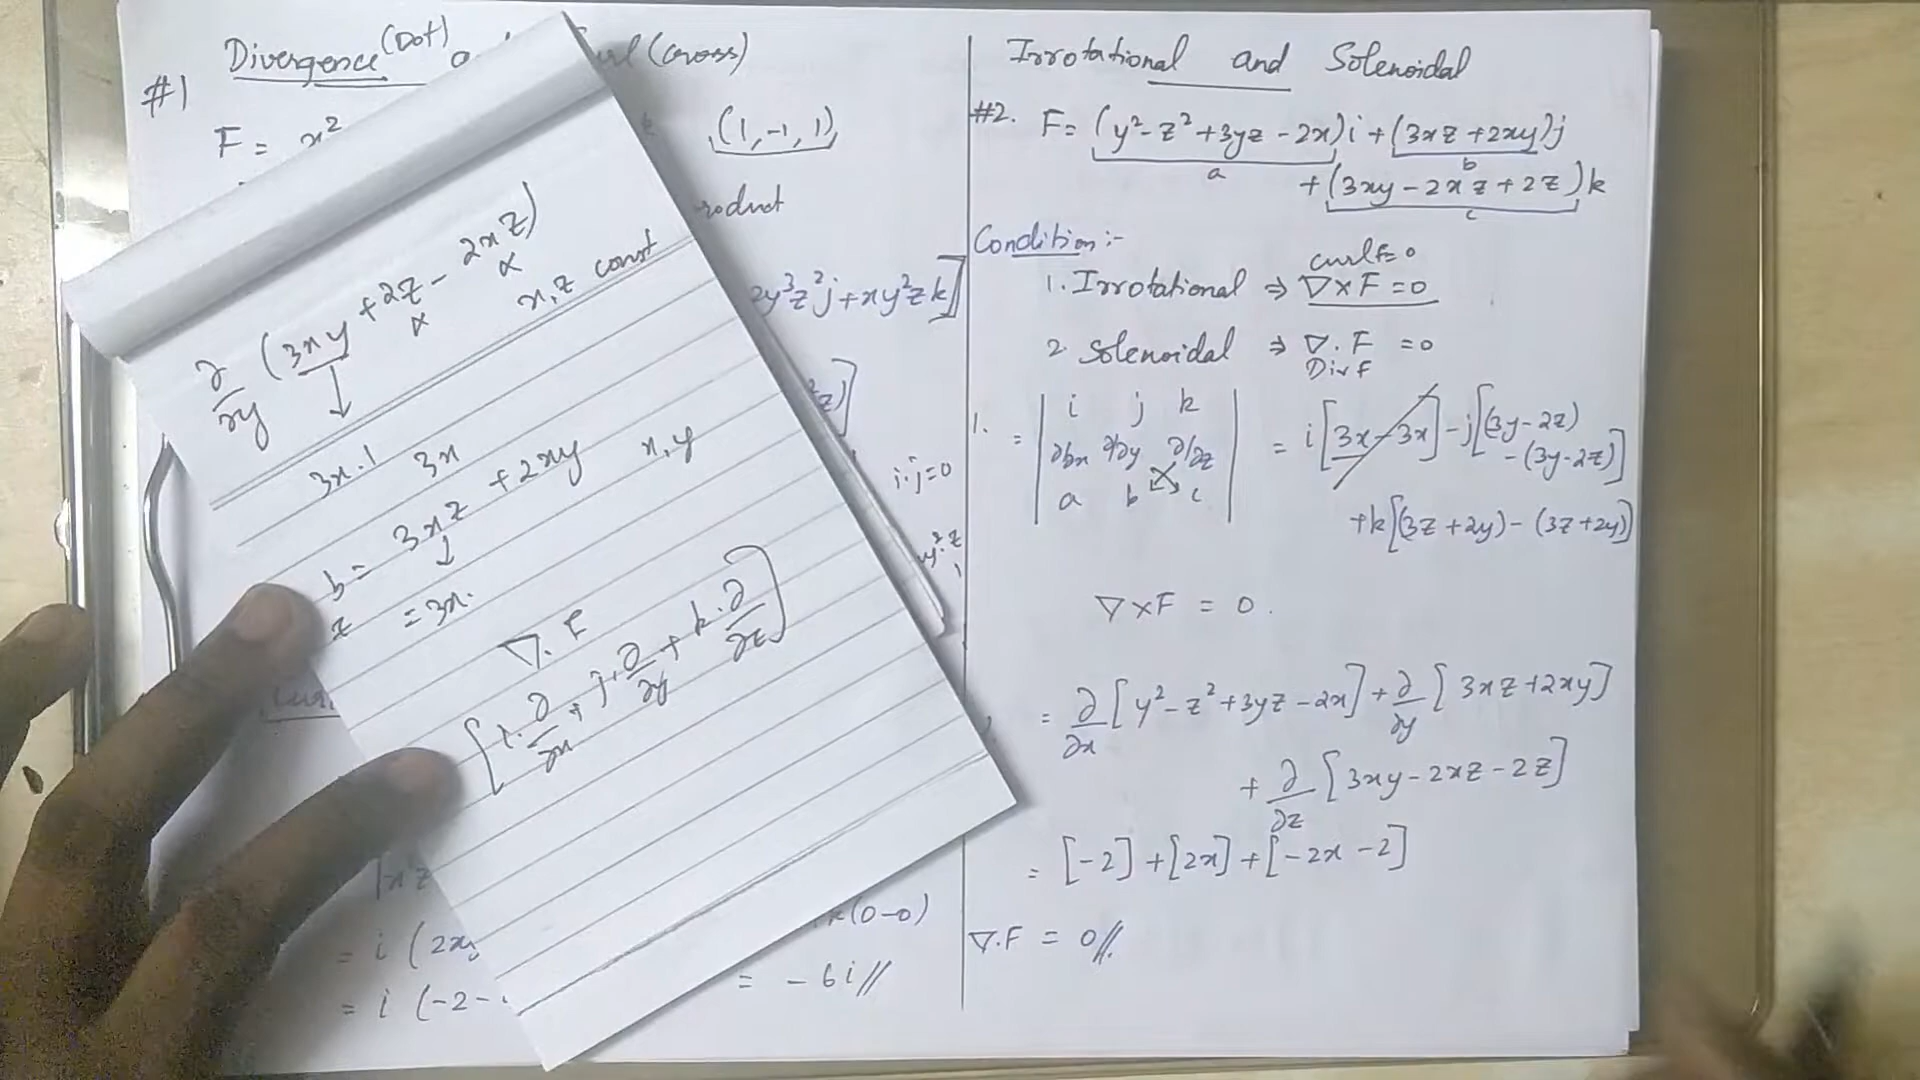 Divergence (Dot)
(cross)
#1
F = x²
(1,-1,1)
2y³z²j+xy²zk]
i.j=0
k(0-0)
= i (2xy
= -6i//
= i (-2-
∂/∂y (3xy +2z - 2xz)
x,z const
3x.1 3x
b = 3xz + 2xy x,y
z = 3x.
∇.F
[i.∂/∂x + j.∂/∂y + k.∂/∂z]
Irrotational and Solenoidal
#2. F= (y²-z²+3yz-2x)i+(3xz+2xy)j
a b
+(3xy-2xz+2z)k
c
Condition:-
curlF=0
1. Irrotational ⇒ ∇×F=0
2. Solenoidal ⇒ ∇.F =0
Div F
1. = | i j k | = i[3x-3x]-j[(3y-2z)
∂/∂x ∂/∂y ∂/∂z -(3y-2z)]
a b c
+k[(3z+2y)-(3z+2y)]
∇×F = 0.
= ∂/∂x [y²-z²+3yz-2x]+∂/∂y [3xz+2xy]
+ ∂/∂z [3xy-2xz-2z]
= [-2]+[2x]+[-2x-2]
∇.F = 0//.